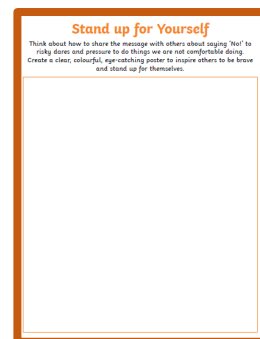 Stand up for Yourself
Think about how to share the message with others about saying 'No!' to
risky dares and pressure to do things we are not comfortable doing.
Create a clear, colourful, eye-catching poster to inspire others to be brave
and stand up for themselves.